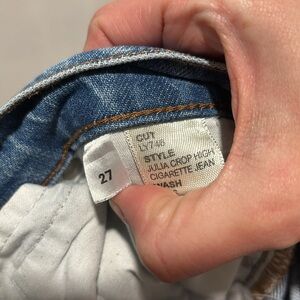 27
CUT
LY746
STYLE
JULIA CROP HIGH
CIGARETTE JEAN
WASH